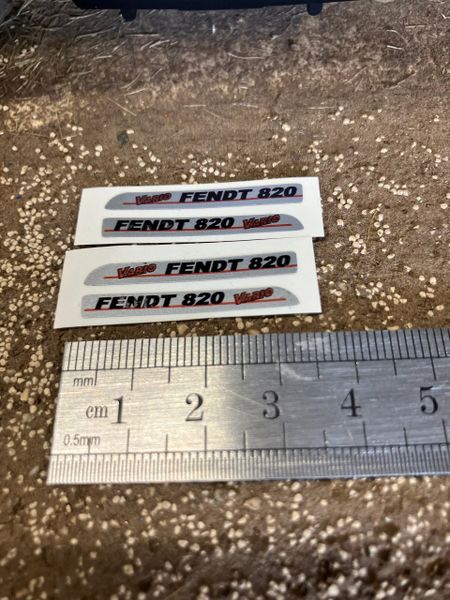 Vario FENDT 820
FENDT 820 Vario
Vario FENDT 820
FENDT 820 Vario
mm
cm 1 2 3 4 5
0.5mm